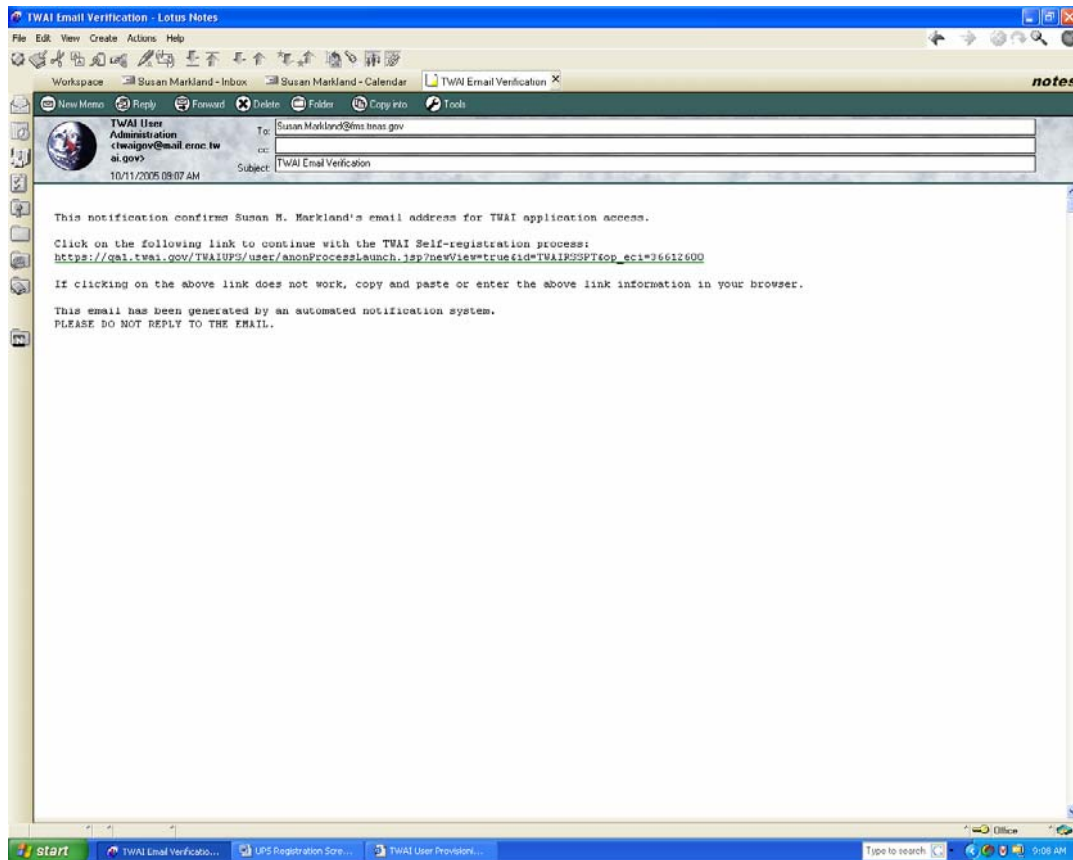 TWAI Email Verification - Lotus Notes
File Edit View Create Actions Help
Workspace Susan Markland - Inbox Susan Markland - Calendar TWAI Email Verification notes
New Memo Reply Forward Delete Folder Copy into Tools
TWAI User
Administration
<twaigov@mail.eroc.tw
ai.gov>
10/11/2005 09:07 AM
To: Susan.Markland@fms.treas.gov
cc:
Subject: TWAI Email Verification
This notification confirms Susan M. Markland's email address for TWAI application access.
Click on the following link to continue with the TWAI Self-registration process:
https://qa1.twai.gov/TWAIUPS/user/anonProcessLaunch.jsp?newView=true&id=TWAIRSSPT&op_eci=36612600
If clicking on the above link does not work, copy and paste or enter the above link information in your browser.
This email has been generated by an automated notification system.
PLEASE DO NOT REPLY TO THE EMAIL.
Office
start TWAI Email Verificatio... UPS Registration Scre... TWAI User Provisioni... Type to search 9:08 AM